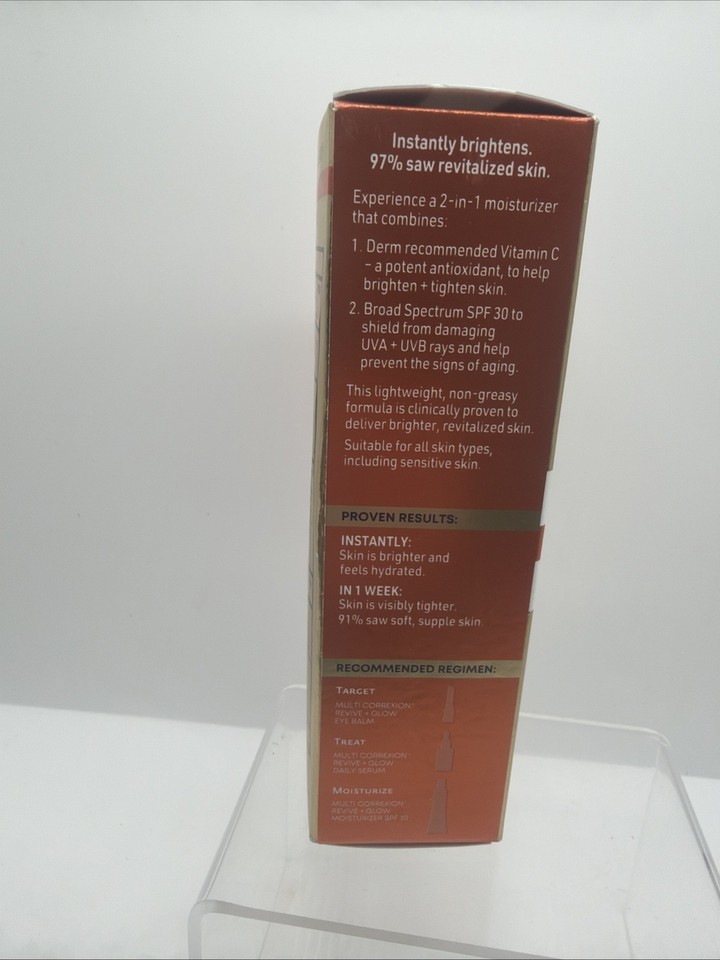 Instantly brightens.
97% saw revitalized skin.
Experience a 2-in-1 moisturizer
that combines:
1. Derm recommended Vitamin C
– a potent antioxidant, to help
brighten + tighten skin.
2. Broad Spectrum SPF 30 to
shield from damaging
UVA + UVB rays and help
prevent the signs of aging.
This lightweight, non-greasy
formula is clinically proven to
deliver brighter, revitalized skin.
Suitable for all skin types,
including sensitive skin.
PROVEN RESULTS:
INSTANTLY:
Skin is brighter and
feels hydrated.
IN 1 WEEK:
Skin is visibly tighter.
91% saw soft, supple skin.
RECOMMENDED REGIMEN:
TARGET
MULTI CORREXION™
REVIVE + GLOW
EYE BALM
TREAT
MULTI CORREXION™
REVIVE + GLOW
DAILY SERUM
MOISTURIZE
MULTI CORREXION
REVIVE + GLOW
MOISTURIZER SPF 30